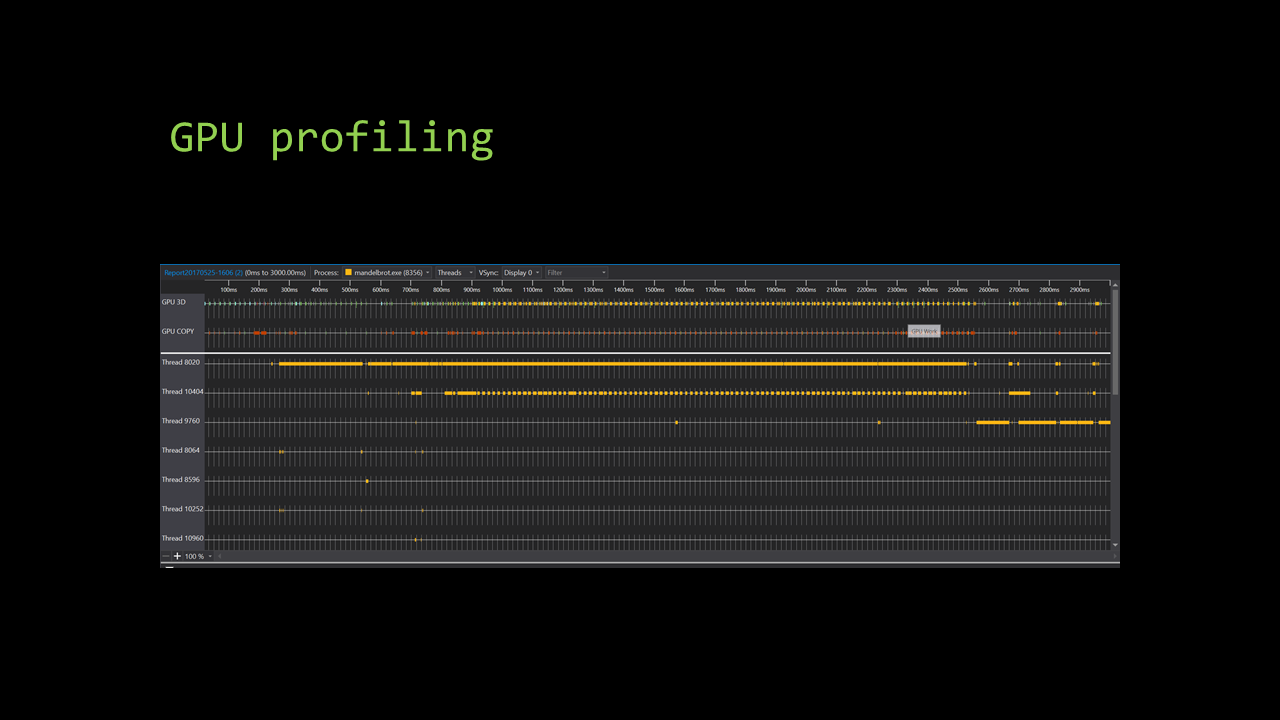 GPU profiling
Report20170525-1606 (2) (0ms to 3000.00ms) Process: mandelbrot.exe (8356) Threads VSync: Display 0 Filter
100ms 200ms 300ms 400ms 500ms 600ms 700ms 800ms 900ms 1000ms 1100ms 1200ms 1300ms 1400ms 1500ms 1600ms 1700ms 1800ms 1900ms 2000ms 2100ms 2200ms 2300ms 2400ms 2500ms 2600ms 2700ms 2800ms 2900ms
GPU 3D
GPU COPY
GPU Work
Thread 8020
Thread 10404
Thread 9760
Thread 8064
Thread 8596
Thread 10252
Thread 10960
100 %